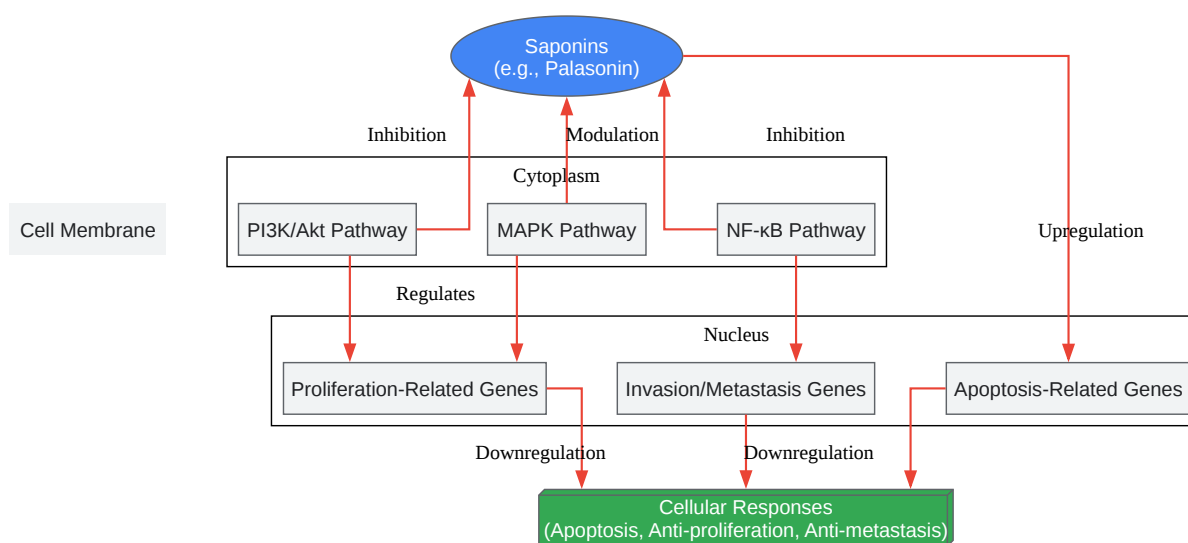 Saponins
(e.g., Palasonin)
Inhibition
Modulation
Inhibition
Cytoplasm
Cell Membrane
PI3K/Akt Pathway
MAPK Pathway
NF-κB Pathway
Upregulation
Regulates
Nucleus
Proliferation-Related Genes
Invasion/Metastasis Genes
Apoptosis-Related Genes
Downregulation
Downregulation
Cellular Responses
(Apoptosis, Anti-proliferation, Anti-metastasis)